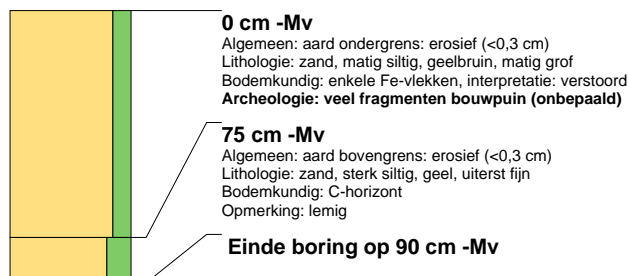 0 cm -Mv
Algemeen: aard ondergrens: erosief (<0,3 cm)
Lithologie: zand, matig siltig, geelbruin, matig grof
Bodemkundig: enkele Fe-vlekken, interpretatie: verstoord
Archeologie: veel fragmenten bouwpuin (onbepaald)
75 cm -Mv
Algemeen: aard bovengrens: erosief (<0,3 cm)
Lithologie: zand, sterk siltig, geel, uiterst fijn
Bodemkundig: C-horizont
Opmerking: lemig
Einde boring op 90 cm -Mv